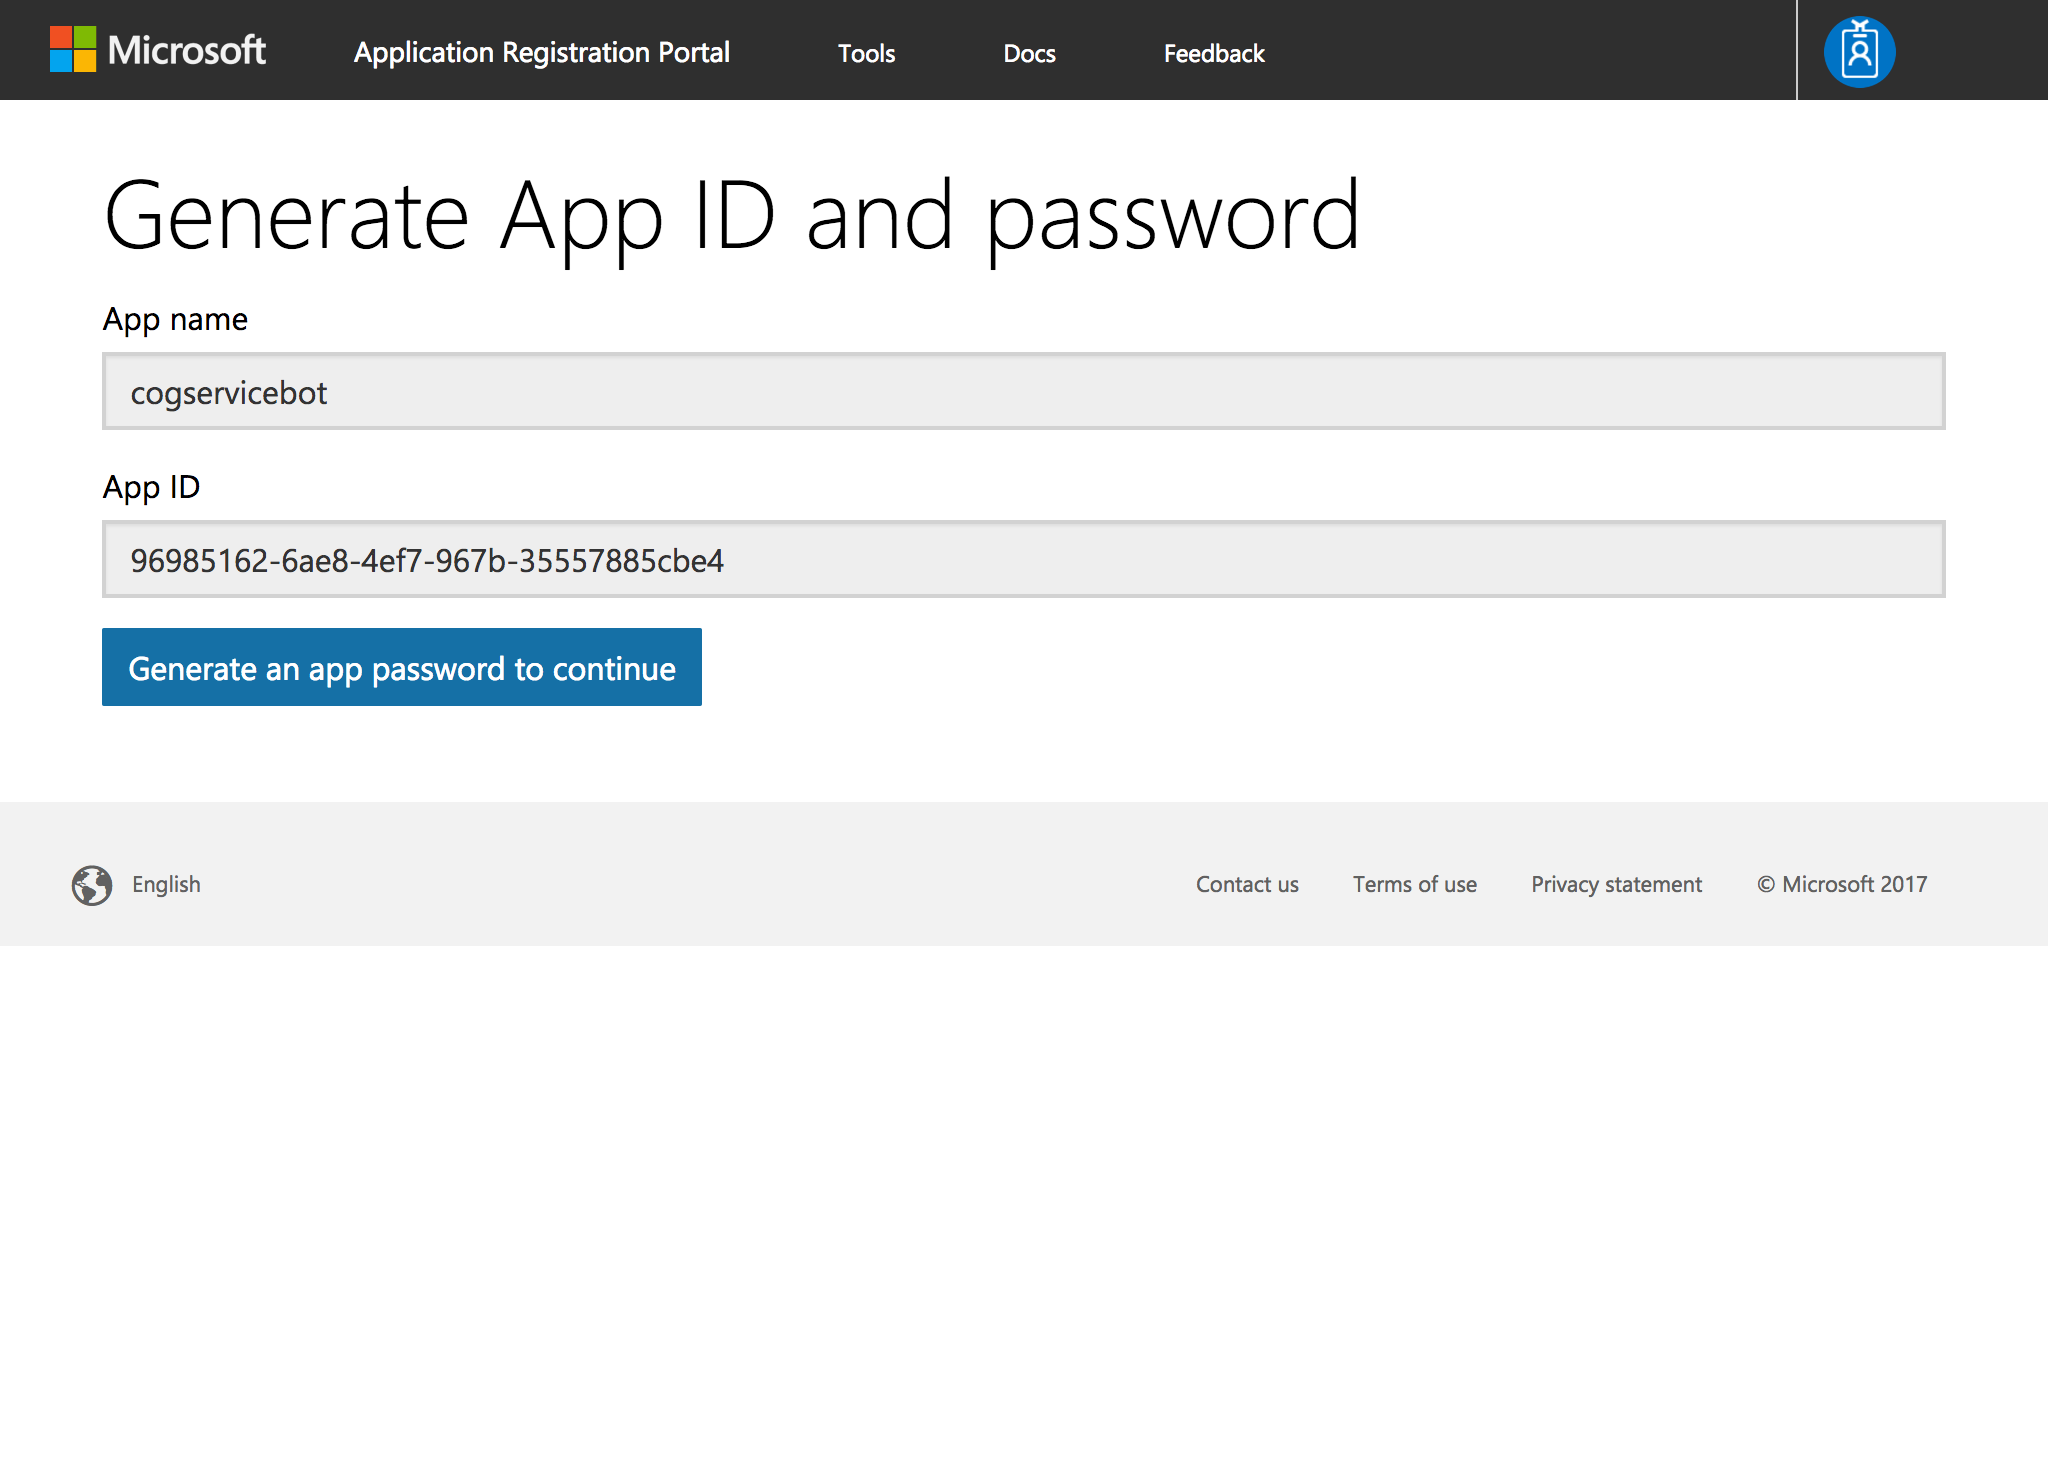 Microsoft Application Registration Portal Tools Docs Feedback
Generate App ID and password
App name
cogservicebot
App ID
96985162-6ae8-4ef7-967b-35557885cbe4
Generate an app password to continue
English Contact us Terms of use Privacy statement © Microsoft 2017